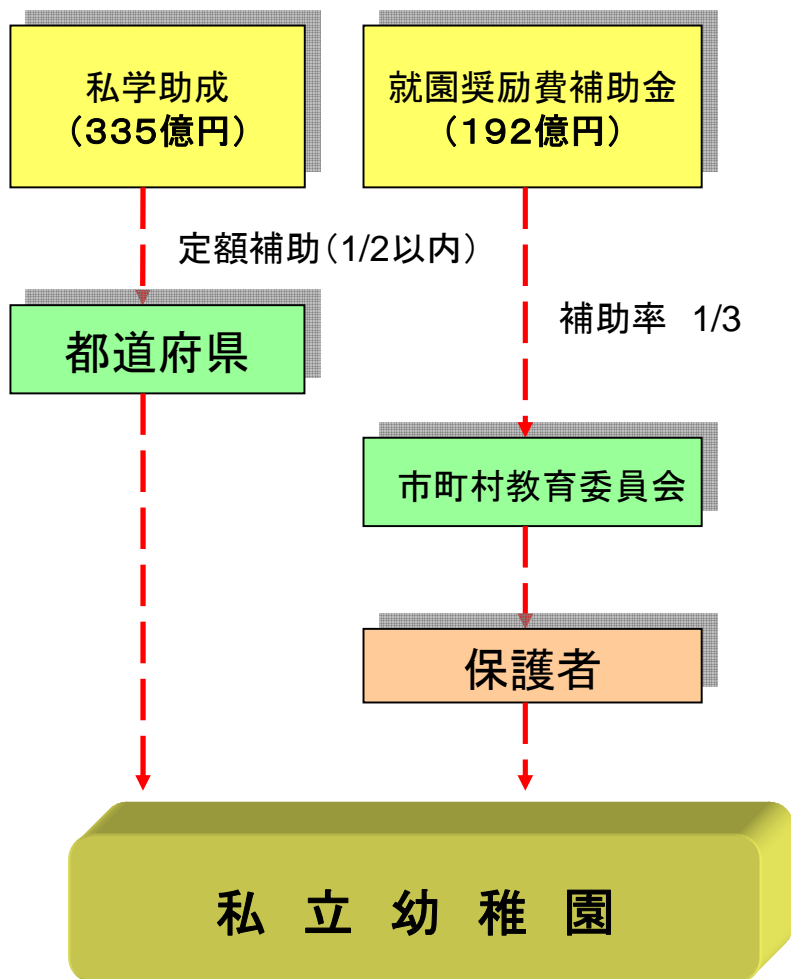 私学助成
（３３５億円）
就園奨励費補助金
（１９２億円）
定額補助（1/2以内）
補助率　1/3
都道府県
市町村教育委員会
保護者
私　立　幼　稚　園